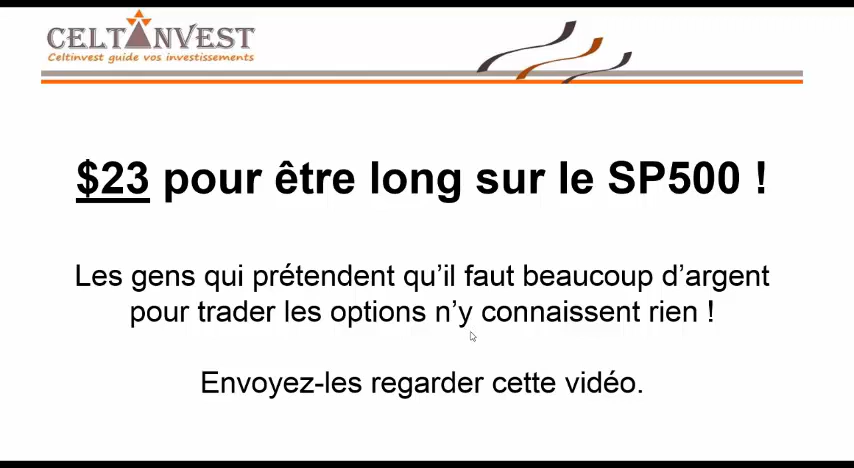 CELTINVEST
Celtinvest guide vos investissements
$23 pour être long sur le SP500 !
Les gens qui prétendent qu'il faut beaucoup d'argent
pour trader les options n'y connaissent rien !
Envoyez-les regarder cette vidéo.